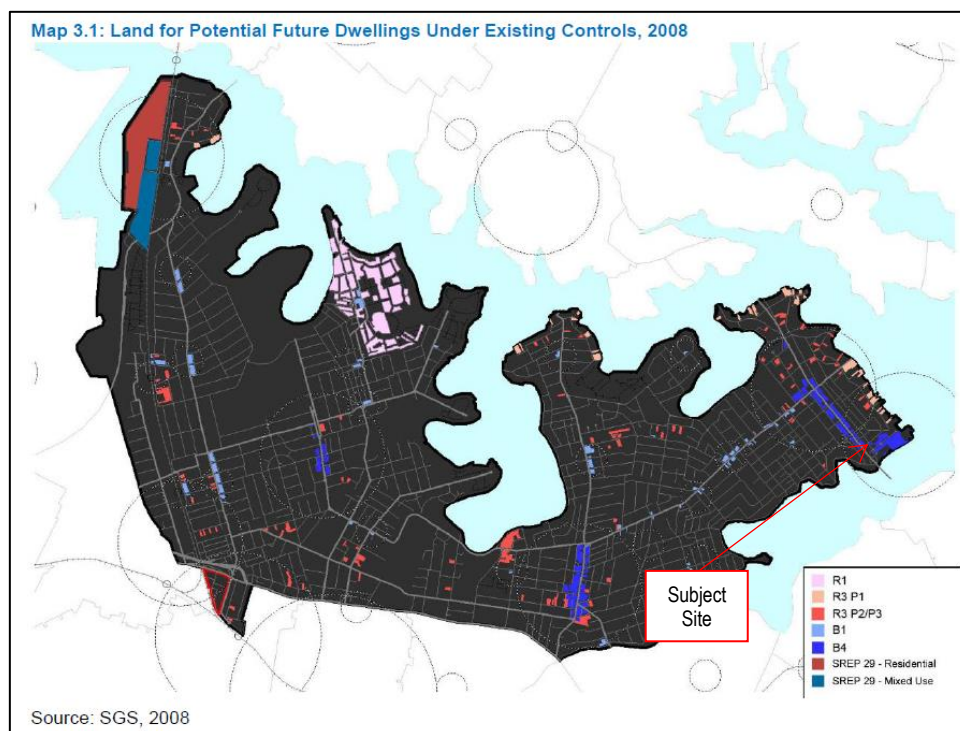 Map 3.1: Land for Potential Future Dwellings Under Existing Controls, 2008
Subject
Site
R1
R3 P1
R3 P2/P3
B1
B4
SREP 29 - Residential
SREP 29 - Mixed Use
Source: SGS, 2008